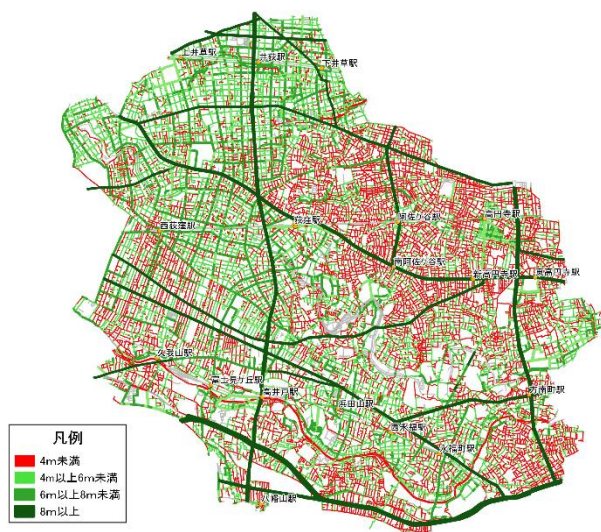 上井草駅
井荻駅
下井草駅
西荻窪駅
荻窪駅
阿佐ケ谷駅
高円寺駅
南阿佐ケ谷駅
新高円寺駅
東高円寺駅
久我山駅
富士見ケ丘駅
高井戸駅
浜田山駅
西永福駅
永福町駅
方南町駅
八幡山駅
凡例
4m未満
4m以上6m未満
6m以上8m未満
8m以上